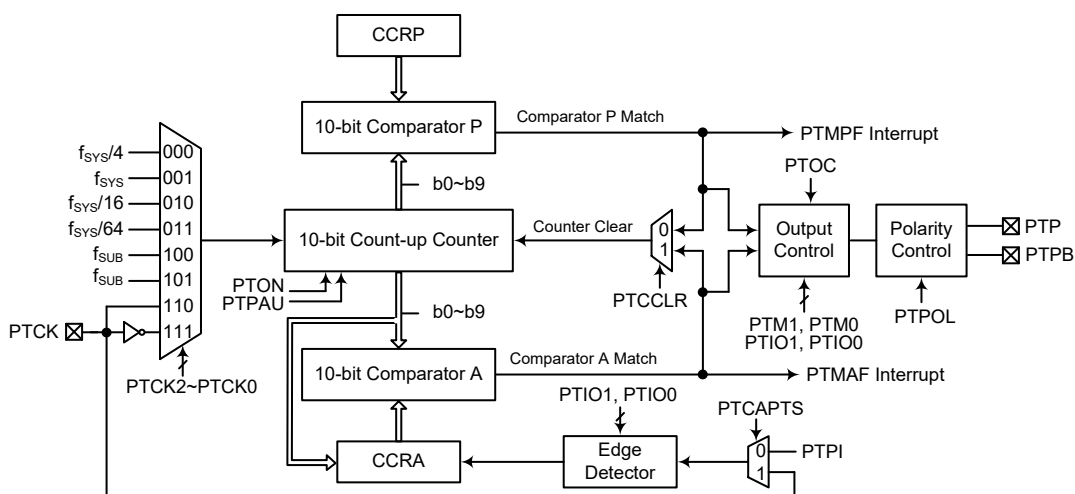 CCRP
10-bit Comparator P
Comparator P Match
PTMPF Interrupt
b0~b9
fSYS/4
fSYS
fSYS/16
fSYS/64
fSUB
fSUB
000
001
010
011
100
101
110
111
PTCK
PTCK2~PTCK0
10-bit Count-up Counter
Counter Clear
0
1
PTCCLR
PTON
PTPAU
b0~b9
PTOC
Output
Control
PTM1, PTM0
PTIO1, PTIO0
Polarity
Control
PTPOL
PTP
PTPB
10-bit Comparator A
Comparator A Match
PTMAF Interrupt
CCRA
PTIO1, PTIO0
Edge
Detector
PTCAPTS
0
1
PTPI